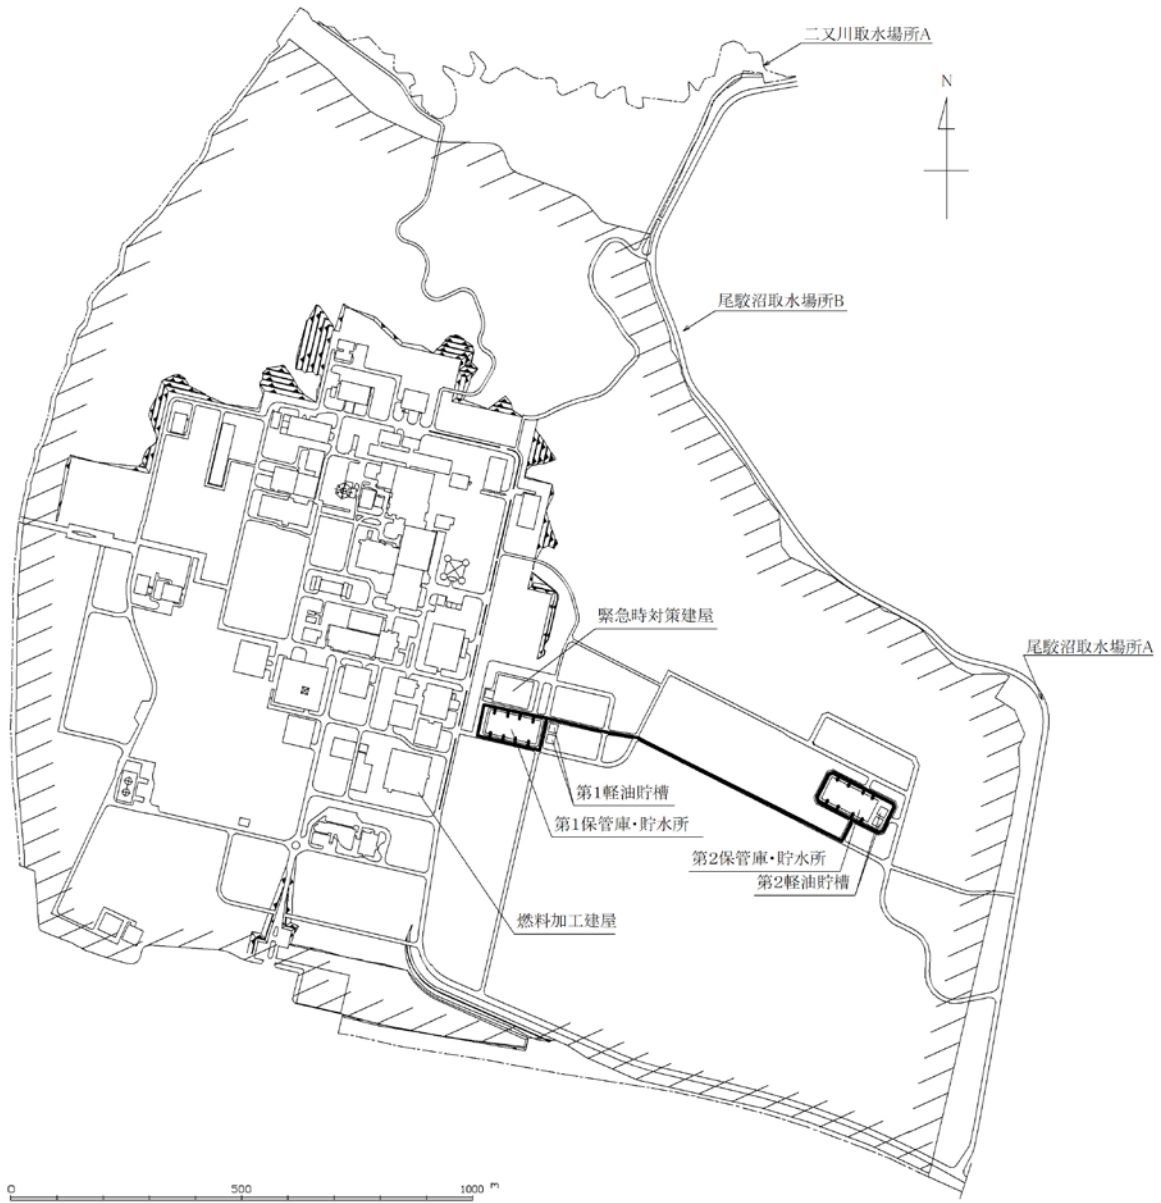 二又川取水場所A
N
尾駮沼取水場所B
緊急時対策建屋
尾駮沼取水場所A
第1軽油貯槽
第1保管庫・貯水所
第2保管庫・貯水所
第2軽油貯槽
燃料加工建屋
0 500 1000 m